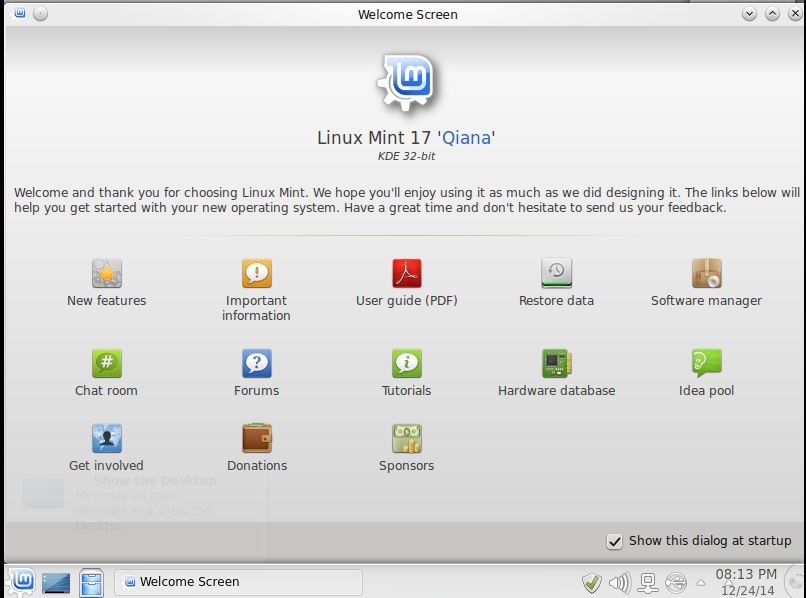 Welcome Screen
Linux Mint 17 'Qiana'
KDE 32-bit
Welcome and thank you for choosing Linux Mint. We hope you'll enjoy using it as much as we did designing it. The links below will
help you get started with your new operating system. Have a great time and don't hesitate to send us your feedback.
New features
Important
information
User guide (PDF)
Restore data
Software manager
Chat room
Forums
Tutorials
Hardware database
Idea pool
Get involved
Donations
Sponsors
Show the Desktop
Minimize all open
windows and show the
Desktop
Show this dialog at startup
Welcome Screen
08:13 PM
12/24/14